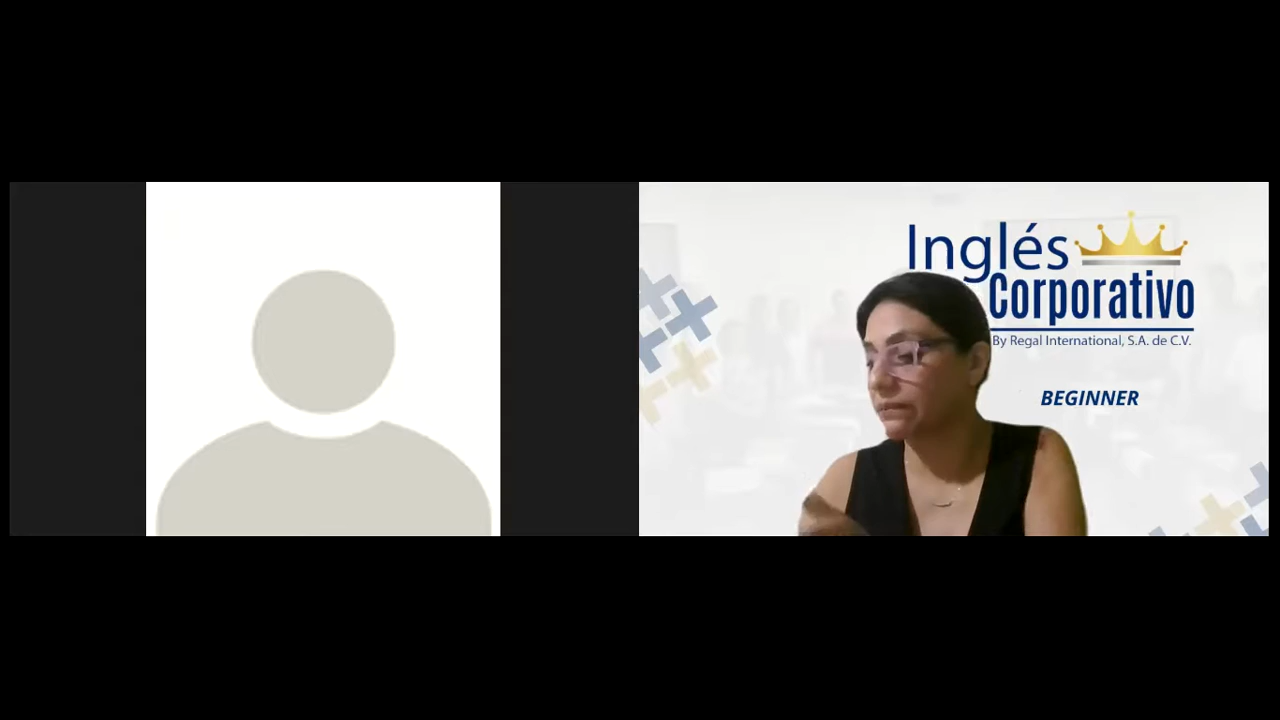 Inglés
Corporativo
By Regal International, S.A. de C.V.
BEGINNER